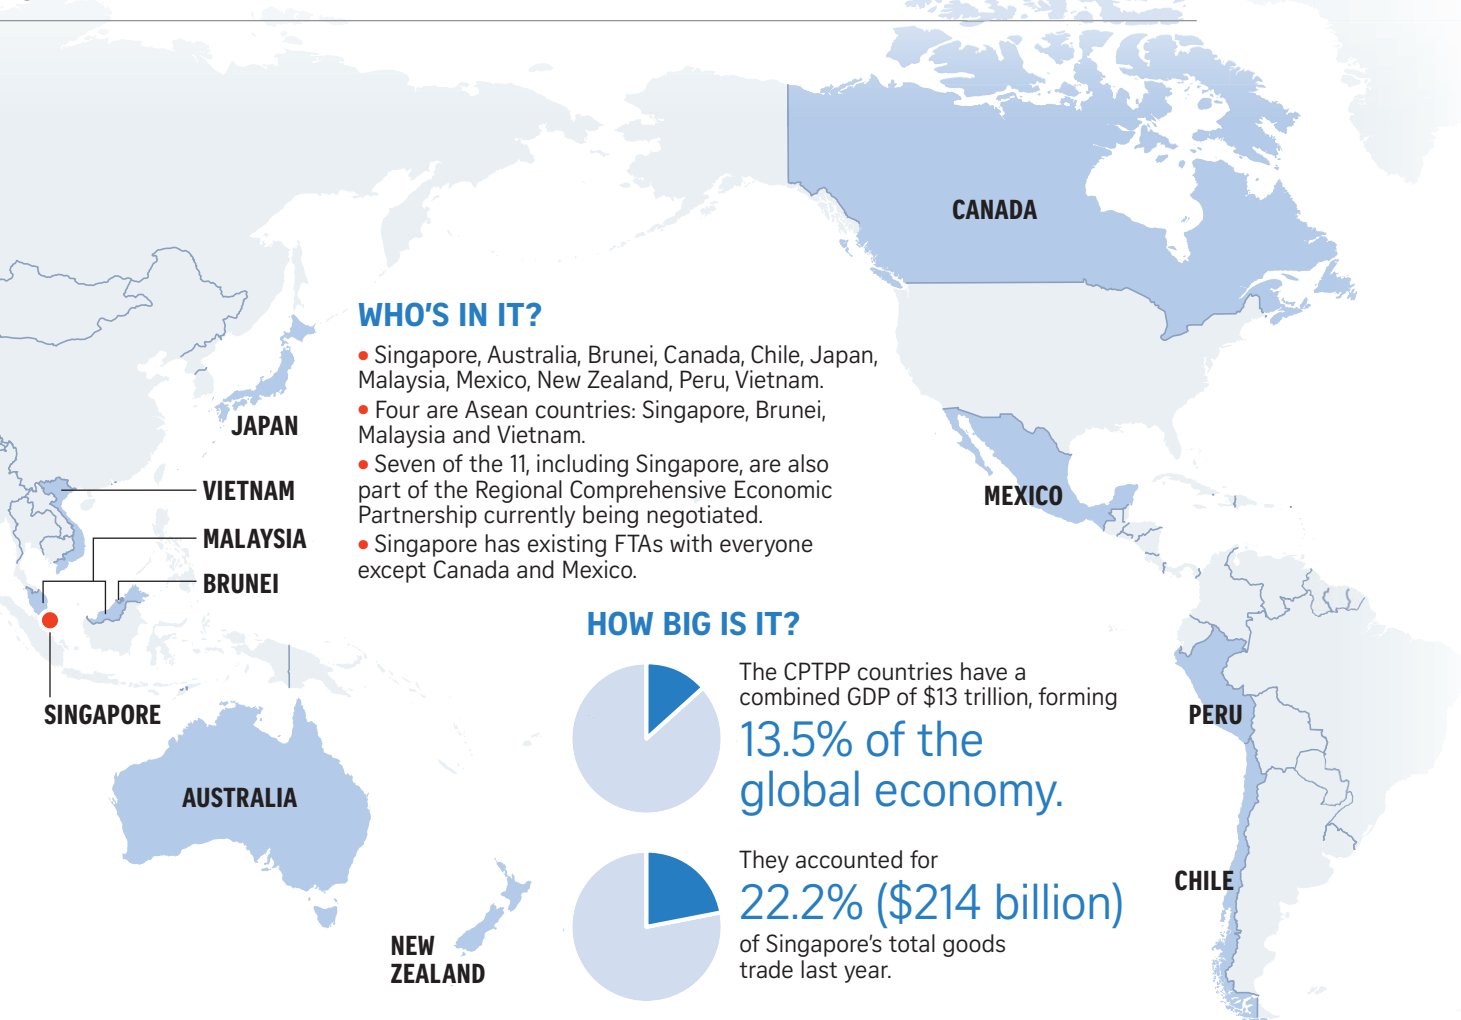 CANADA
WHO'S IN IT?
• Singapore, Australia, Brunei, Canada, Chile, Japan,
Malaysia, Mexico, New Zealand, Peru, Vietnam.
• Four are Asean countries: Singapore, Brunei,
Malaysia and Vietnam.
• Seven of the 11, including Singapore, are also
part of the Regional Comprehensive Economic
Partnership currently being negotiated.
• Singapore has existing FTAs with everyone
except Canada and Mexico.
JAPAN
VIETNAM
MALAYSIA
BRUNEI
SINGAPORE
MEXICO
HOW BIG IS IT?
The CPTPP countries have a
combined GDP of $13 trillion, forming
13.5% of the
global economy.
They accounted for
22.2% ($214 billion)
of Singapore's total goods
trade last year.
PERU
AUSTRALIA
CHILE
NEW
ZEALAND